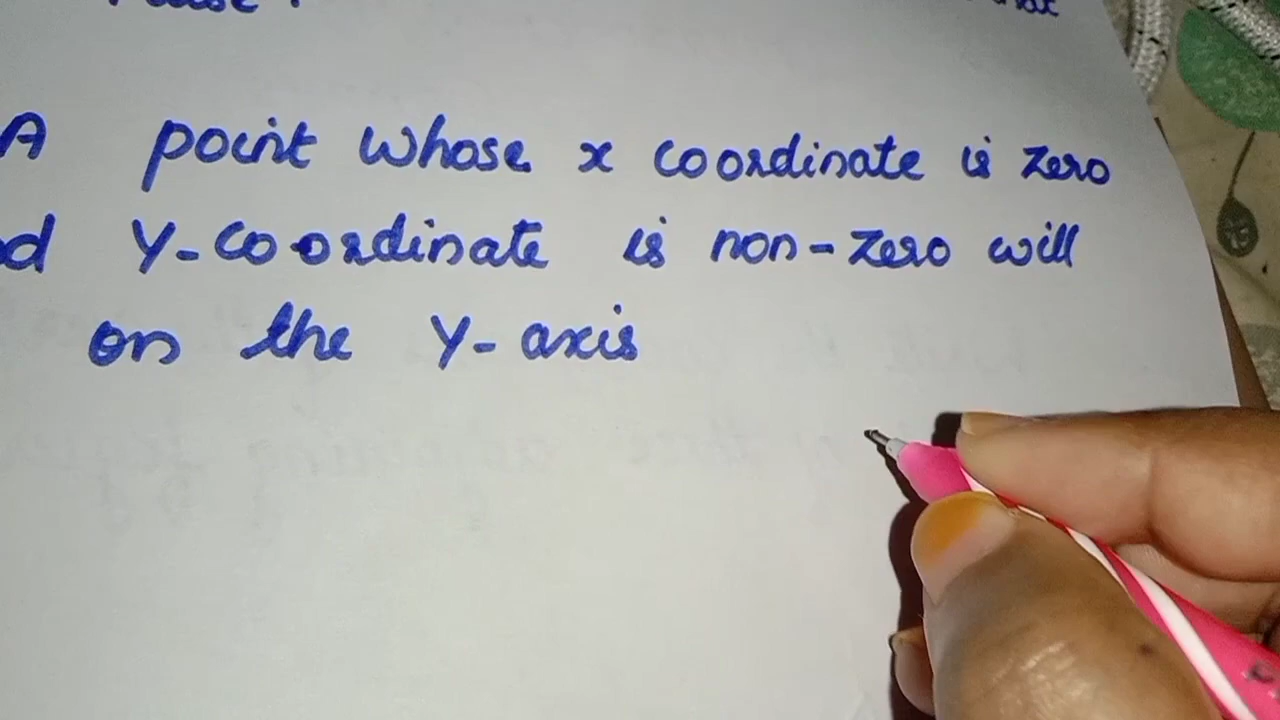 A point whose x coordinate is zero
d Y-coordinate is non-zero will
on the Y-axis